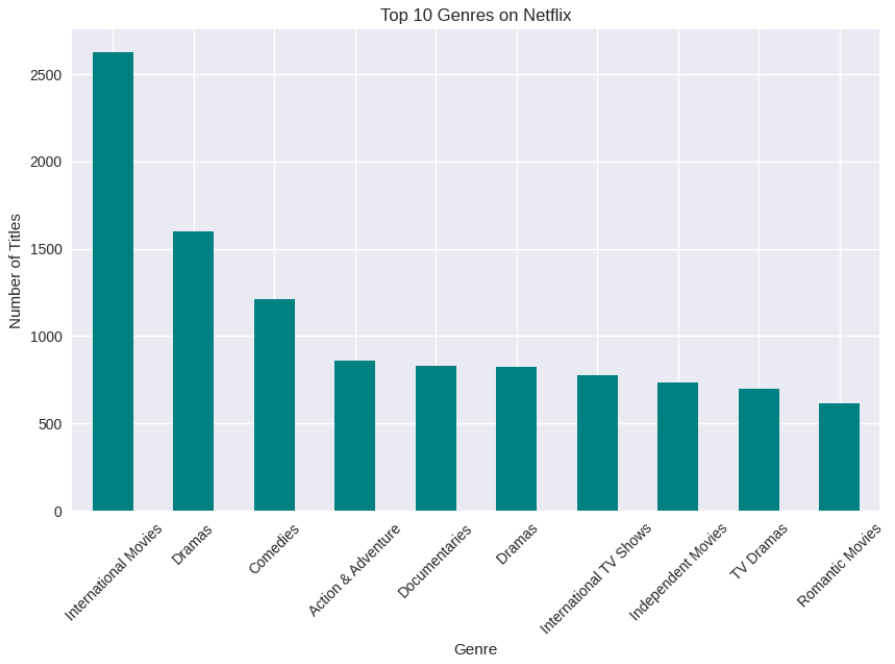 Top 10 Genres on Netflix
Number of Titles
2500
2000
1500
1000
500
0
International Movies
Dramas
Comedies
Action & Adventure
Documentaries
Dramas
International TV Shows
Independent Movies
TV Dramas
Romantic Movies
Genre